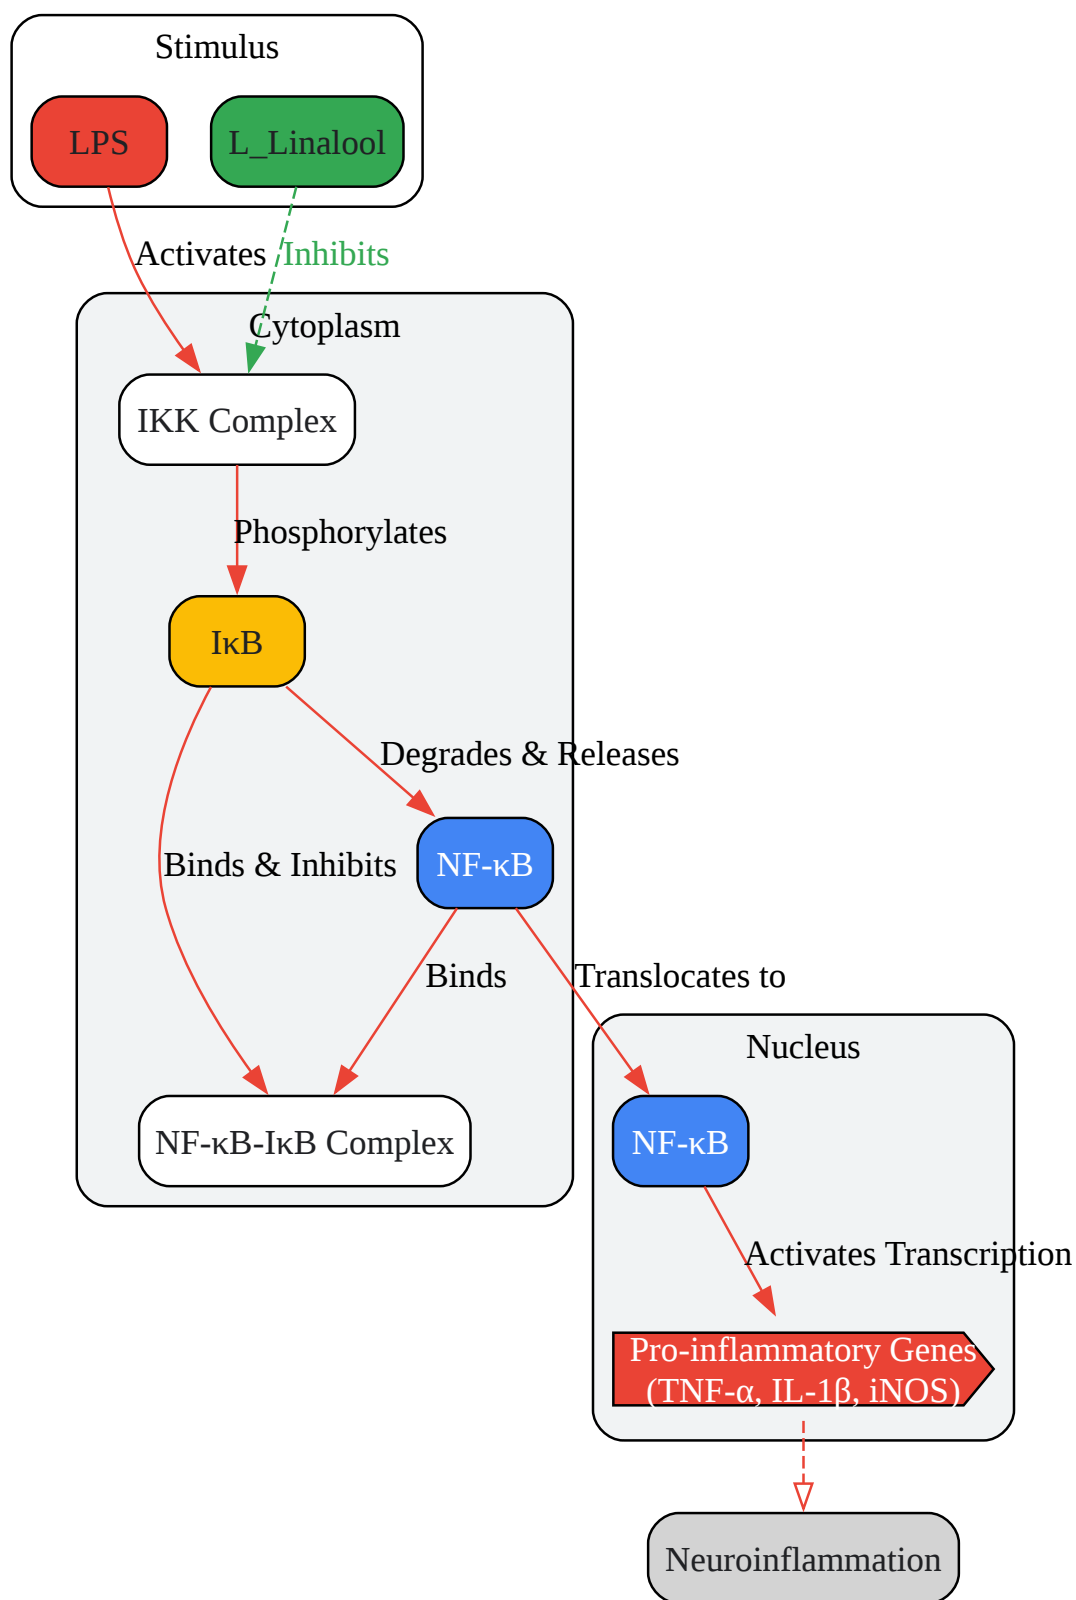 Stimulus
LPS
L_Linalool
Activates
Inhibits
Cytoplasm
IKK Complex
Phosphorylates
IκB
Degrades & Releases
Binds & Inhibits
NF-κB
Binds
Translocates to
Nucleus
NF-κB-IκB Complex
NF-κB
Activates Transcription
Pro-inflammatory Genes
(TNF-α, IL-1β, iNOS)
Neuroinflammation